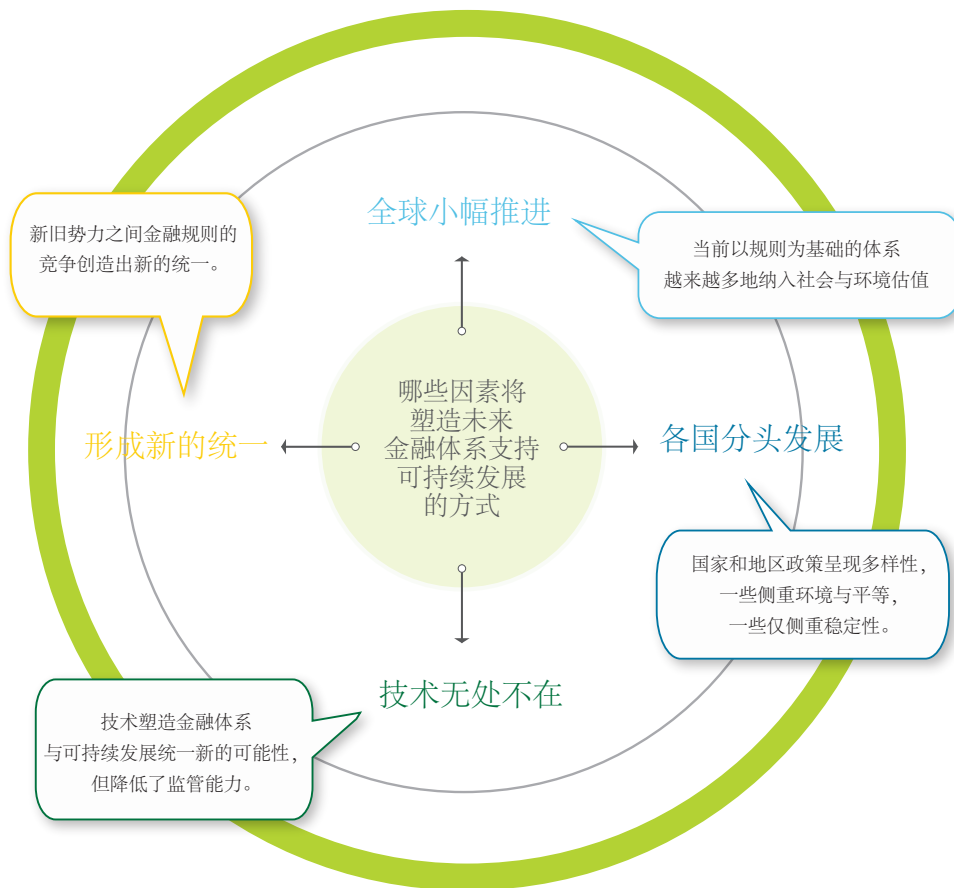 全球小幅推进
新旧势力之间金融规则的
竞争创造出新的统一。
当前以规则为基础的体系
越来越多地纳入社会与环境估值
哪些因素将
塑造未来
金融体系支持
可持续发展
的方式
形成新的统一
各国分头发展
国家和地区政策呈现多样性，
一些侧重环境与平等，
一些仅侧重稳定性。
技术无处不在
技术塑造金融体系
与可持续发展统一新的可能性，
但降低了监管能力。